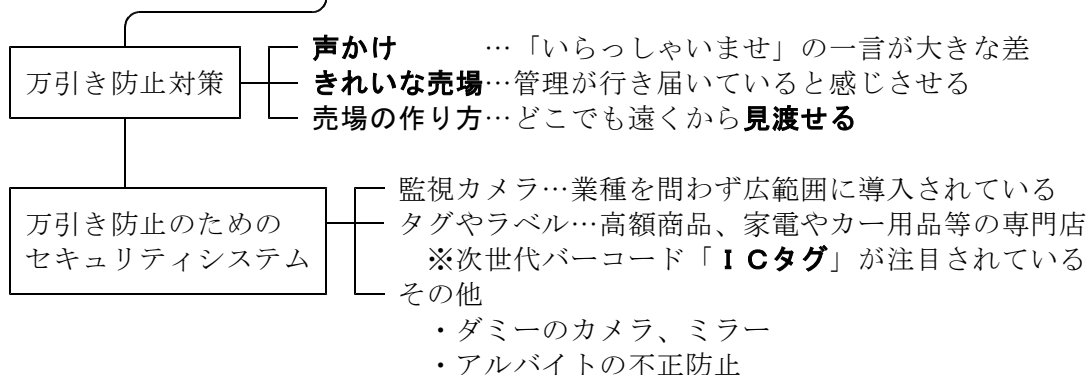 声かけ …「いらっしゃいませ」の一言が大きな差
万引き防止対策
きれいな売場…管理が行き届いていると感じさせる
売場の作り方…どこでも遠くから見渡せる
万引き防止のための
セキュリティシステム
監視カメラ…業種を問わず広範囲に導入されている
タグやラベル…高額商品、家電やカー用品等の専門店
※次世代バーコード「ＩＣタグ」が注目されている
その他
・ダミーのカメラ、ミラー
・アルバイトの不正防止